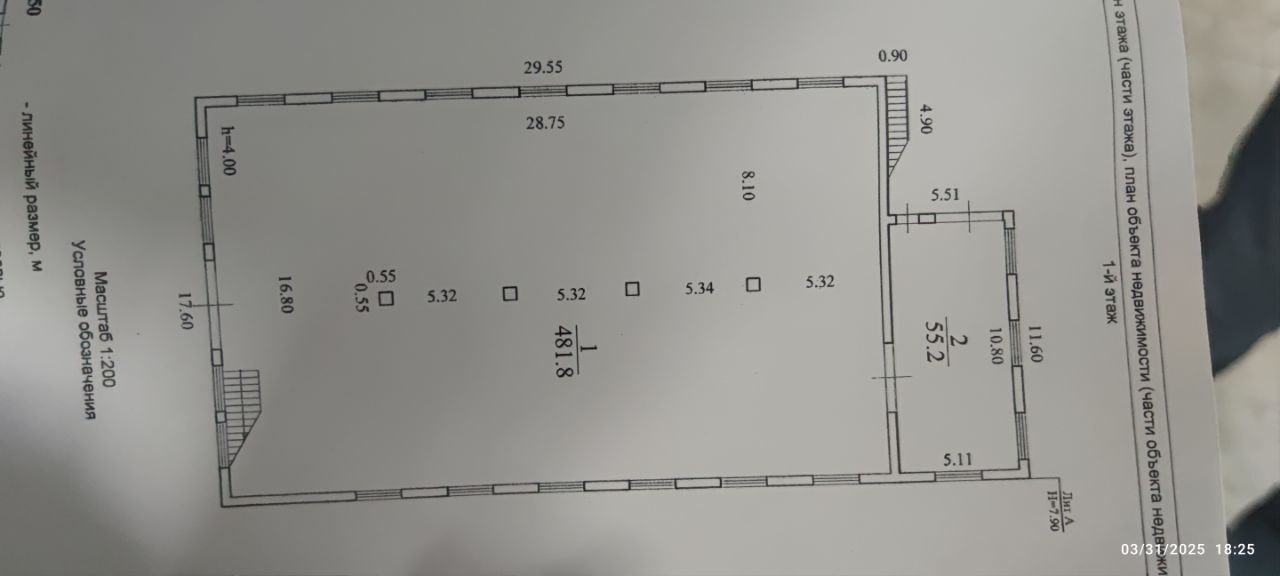 н этажа (части этажа), план объекта недвижимости (части объекта недвижи
1-й этаж
29.55
0.90
28.75
4.90
h=4.00
8.10
5.51
16.80
0.55
0.55
5.32
5.32
5.34
5.32
17.60
1
481.8
2
55.2
10.80
11.60
5.11
Лит А
Н=7.90
Масштаб 1:200
Условные обозначения
- линейный размер, м
50
03/31/2025 18:25